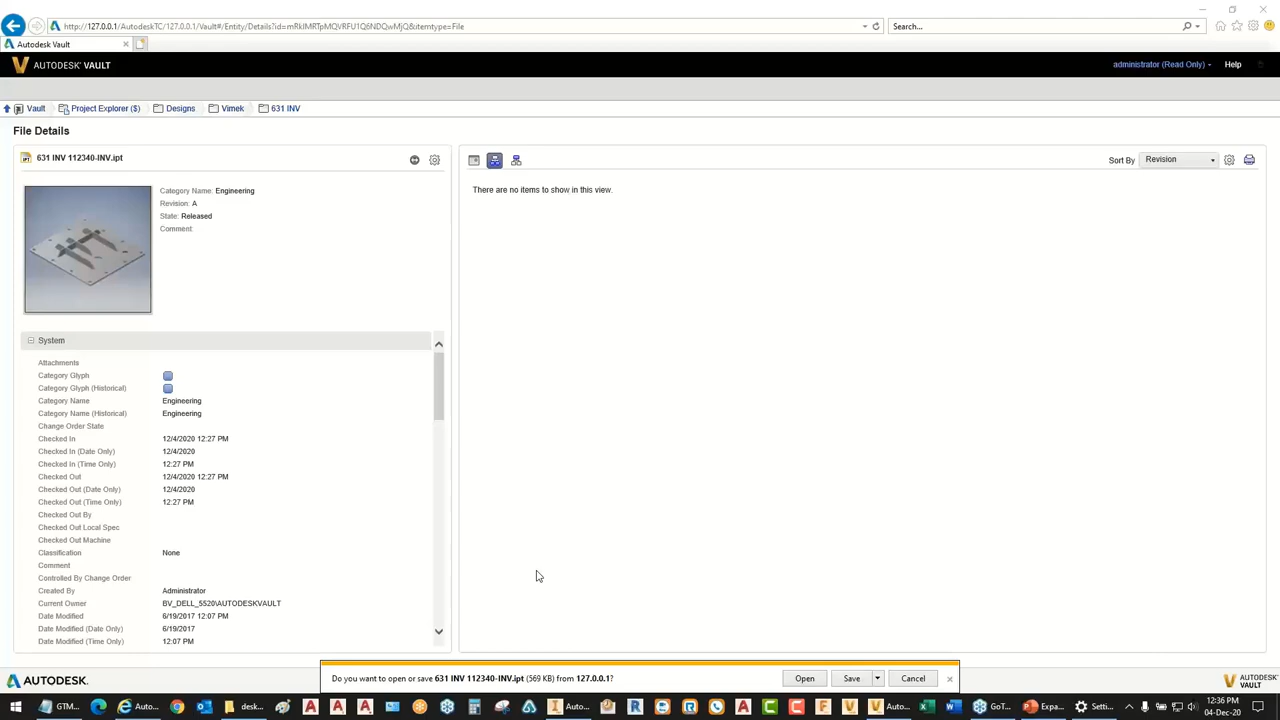 http://127.0.0.1/AutodeskTC/127.0.0.1/Vault#/Entity/Details?id=mRklMRTpMQVRFU1Q6NDQwMjQ&itemtype=File
Search...
Autodesk Vault
AUTODESK® VAULT
administrator (Read Only)
Help
Vault
Project Explorer ($)
Designs
Vimek
631 INV
File Details
631 INV 112340-INV.ipt
Sort By
Revision
Category Name: Engineering
Revision: A
State: Released
Comment:
There are no items to show in this view.
System
Attachments
Category Glyph
Category Glyph (Historical)
Category Name Engineering
Category Name (Historical) Engineering
Change Order State
Checked In 12/4/2020 12:27 PM
Checked In (Date Only) 12/4/2020
Checked In (Time Only) 12:27 PM
Checked Out 12/4/2020 12:27 PM
Checked Out (Date Only) 12/4/2020
Checked Out (Time Only) 12:27 PM
Checked Out By
Checked Out Local Spec
Checked Out Machine
Classification None
Comment
Controlled By Change Order
Created By Administrator
Current Owner BV_DELL_5520\AUTODESKVAULT
Date Modified 6/19/2017 12:07 PM
Date Modified (Date Only) 6/19/2017
Date Modified (Time Only) 12:07 PM
AUTODESK.
Do you want to open or save 631 INV 112340-INV.ipt (569 KB) from 127.0.0.1?
Open
Save
Cancel
AUTODESK®
VAULT
GTM...
Auto...
desk...
Auto...
Auto...
GoT...
Expa...
Setti...
12:36 PM
04-Dec-20